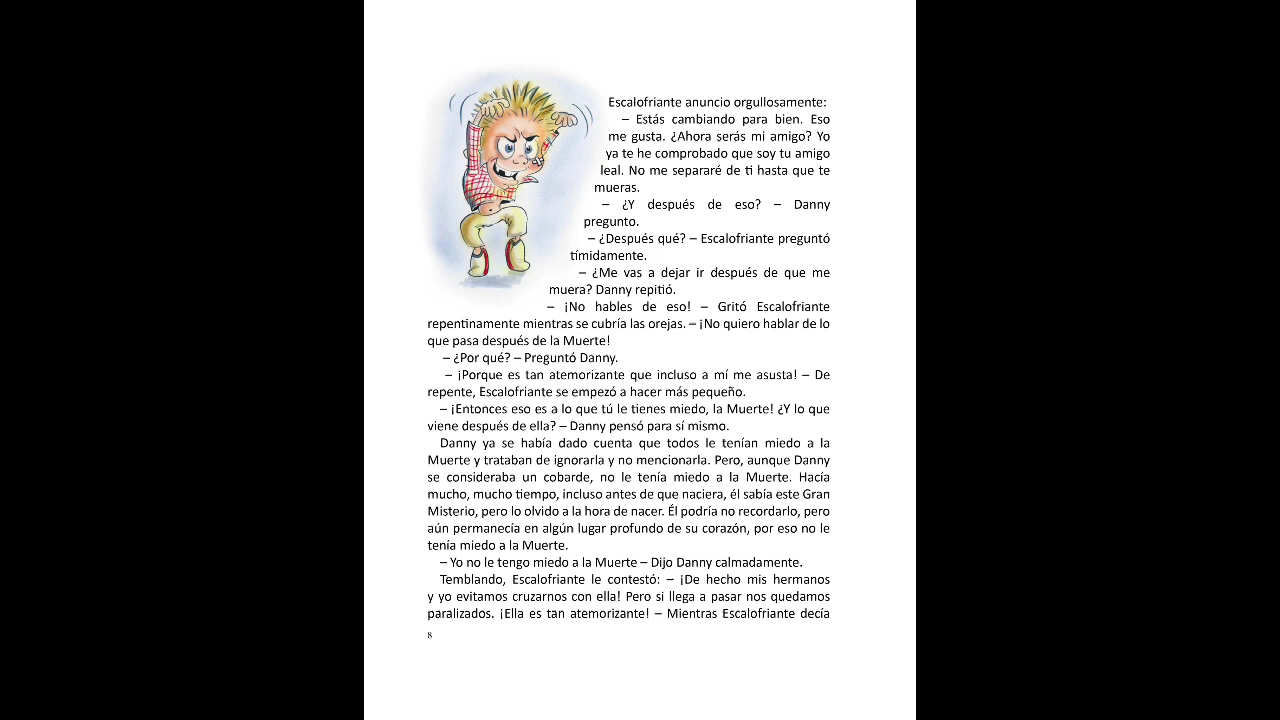 Escalofriante anuncio orgullosamente:
– Estás cambiando para bien. Eso
me gusta. ¿Ahora serás mi amigo? Yo
ya te he comprobado que soy tu amigo
leal. No me separaré de ti hasta que te
mueras.
– ¿Y después de eso? – Danny
pregunto.
– ¿Después qué? – Escalofriante preguntó
tímidamente.
– ¿Me vas a dejar ir después de que me
muera? Danny repitió.
– ¡No hables de eso! – Gritó Escalofriante
repentinamente mientras se cubría las orejas. – ¡No quiero hablar de lo
que pasa después de la Muerte!
– ¿Por qué? – Preguntó Danny.
– ¡Porque es tan atemorizante que incluso a mí me asusta! – De
repente, Escalofriante se empezó a hacer más pequeño.
– ¡Entonces eso es a lo que tú le tienes miedo, la Muerte! ¿Y lo que
viene después de ella? – Danny pensó para sí mismo.
Danny ya se había dado cuenta que todos le tenían miedo a la
Muerte y trataban de ignorarla y no mencionarla. Pero, aunque Danny
se consideraba un cobarde, no le tenía miedo a la Muerte. Hacía
mucho, mucho tiempo, incluso antes de que naciera, él sabía este Gran
Misterio, pero lo olvido a la hora de nacer. Él podría no recordarlo, pero
aún permanecía en algún lugar profundo de su corazón, por eso no le
tenía miedo a la Muerte.
– Yo no le tengo miedo a la Muerte – Dijo Danny calmadamente.
Temblando, Escalofriante le contestó: – ¡De hecho mis hermanos
y yo evitamos cruzarnos con ella! Pero si llega a pasar nos quedamos
paralizados. ¡Ella es tan atemorizante! – Mientras Escalofriante decía
8